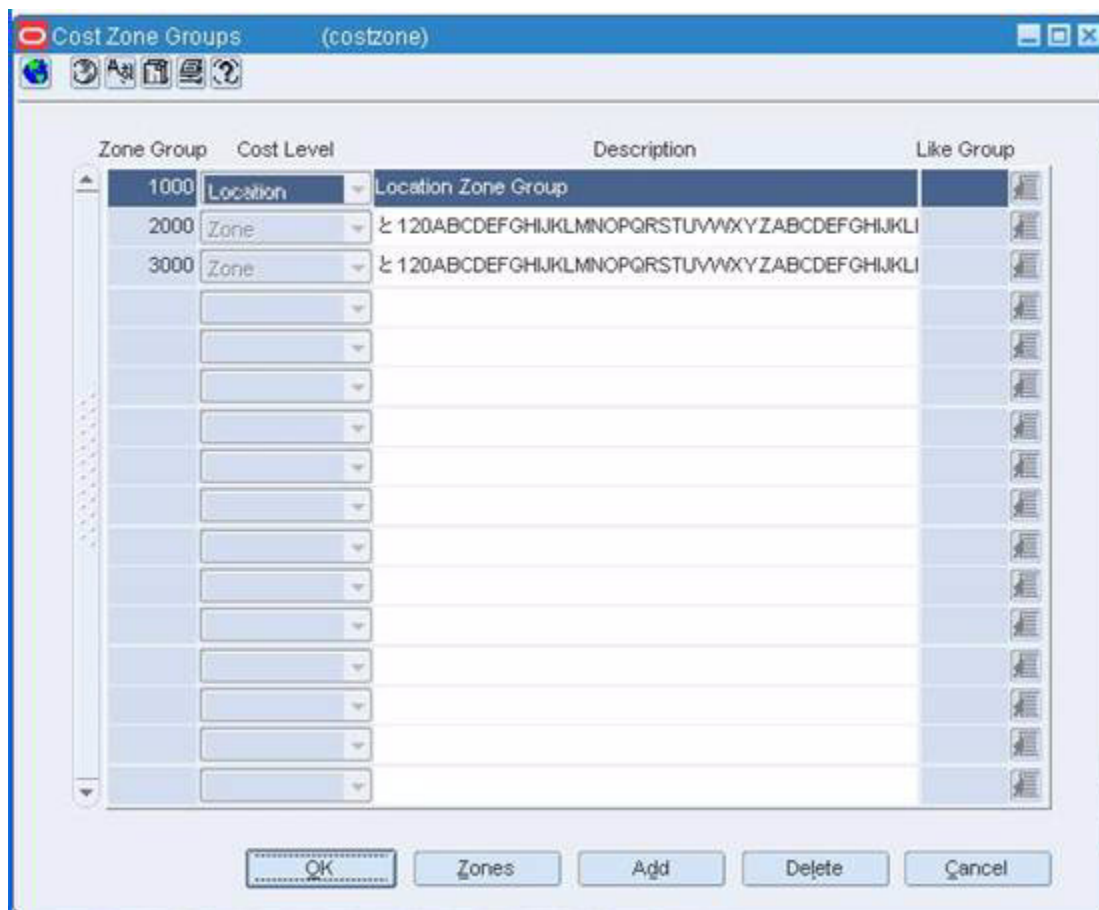 Cost Zone Groups (costzone)
Zone Group Cost Level Description Like Group
1000 Location Location Zone Group
2000 Zone と120ABCDEFGHIJKLMNOPQRSTUVWXYZABCDEFGHIJKL
3000 Zone と120ABCDEFGHIJKLMNOPQRSTUVWXYZABCDEFGHIJKL
OK Zones Add Delete Cancel